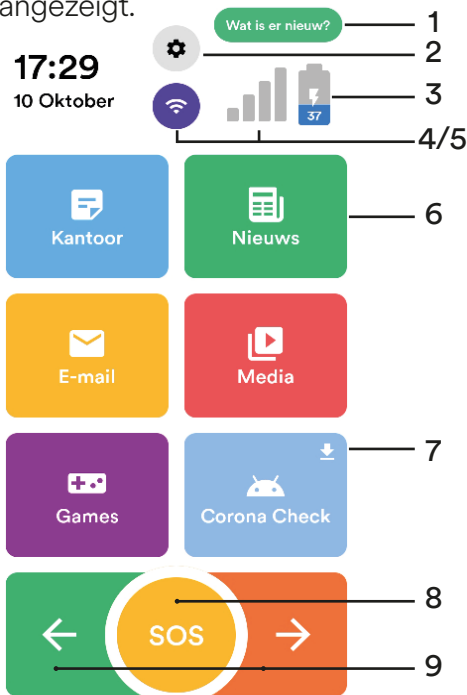 angezeigt.
Wat is er nieuw?
1
2
17:29
10 Oktober
37
3
4/5
Kantoor
Nieuws
6
E-mail
Media
7
Games
Corona Check
SOS
8
9